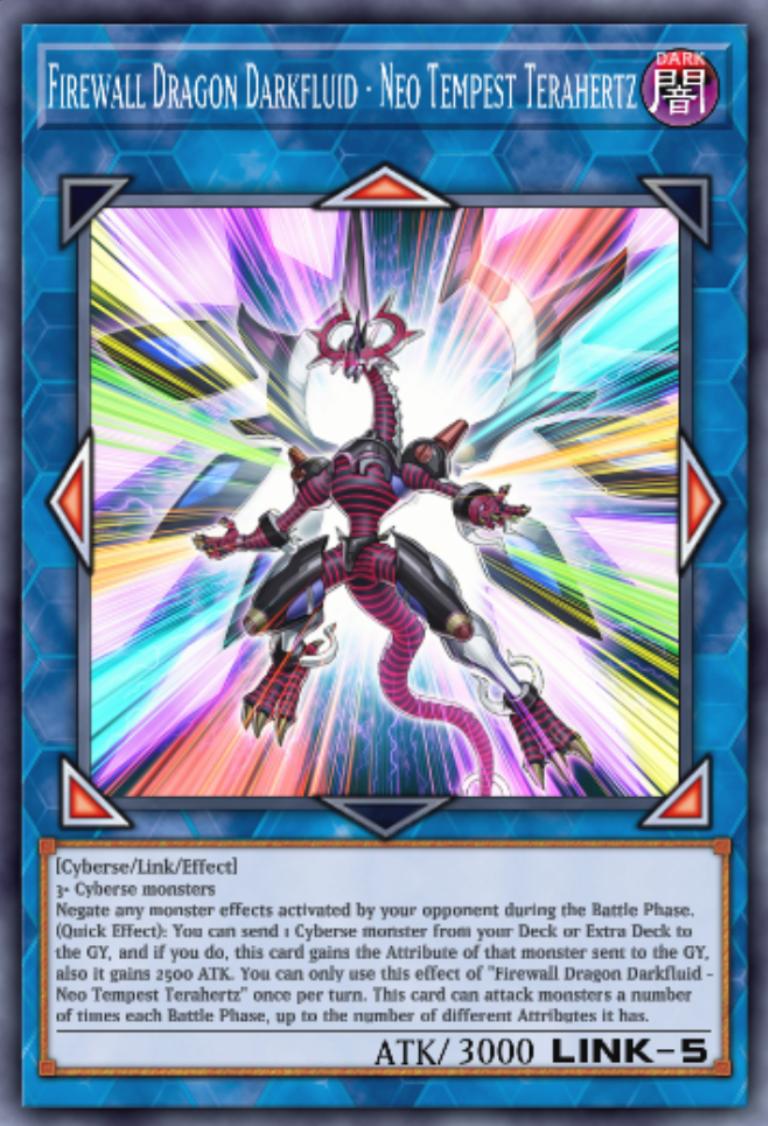 FIREWALL DRAGON DARKFLUID - NEO TEMPEST TERAHERTZ
DARK
闇
[Cyberse/Link/Effect]
3+ Cyberse monsters
Negate any monster effects activated by your opponent during the Battle Phase.
(Quick Effect): You can send 1 Cyberse monster from your Deck or Extra Deck to
the GY, and if you do, this card gains the Attribute of that monster sent to the GY,
also it gains 2500 ATK. You can only use this effect of "Firewall Dragon Darkfluid -
Neo Tempest Terahertz" once per turn. This card can attack monsters a number
of times each Battle Phase, up to the number of different Attributes it has.
ATK/ 3000 LINK-5